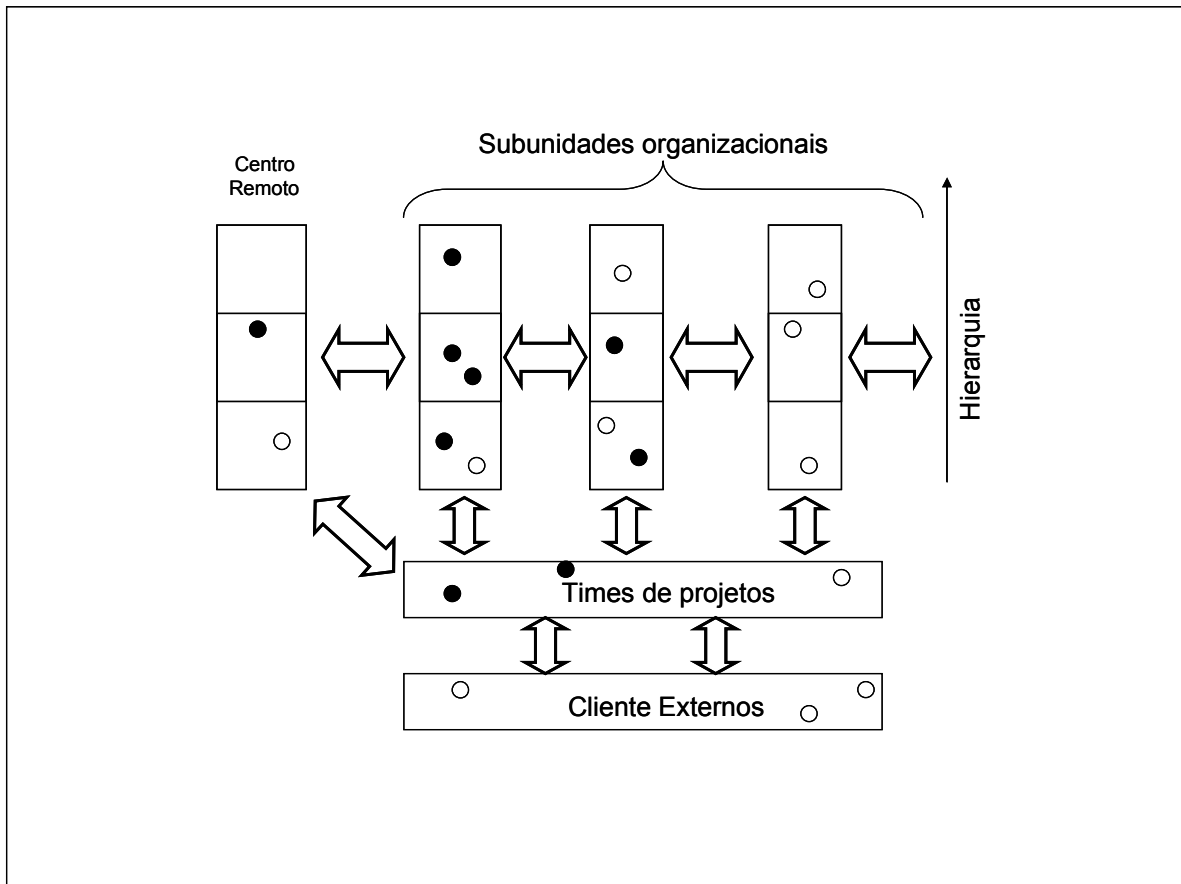 Subunidades organizacionais
Centro
Remoto
Hierarquia
Times de projetos
Cliente Externos